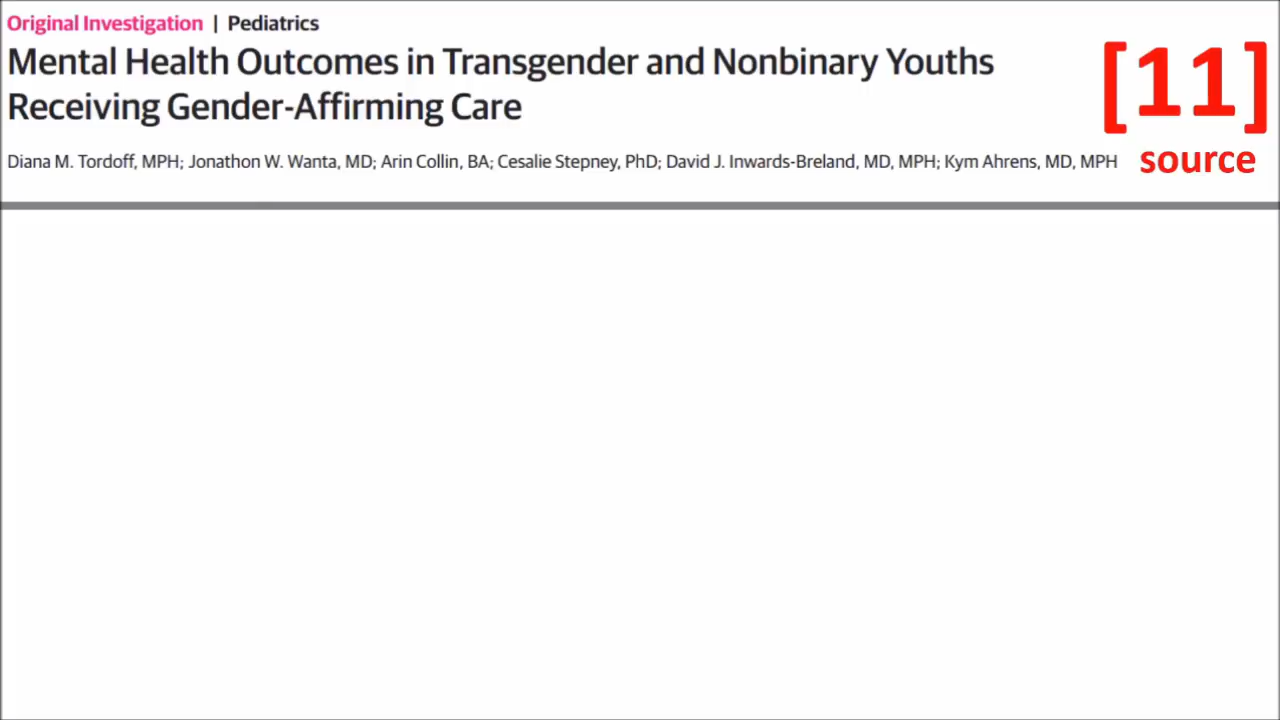 Original Investigation | Pediatrics
Mental Health Outcomes in Transgender and Nonbinary Youths
Receiving Gender-Affirming Care
[11]
Diana M. Tordoff, MPH; Jonathon W. Wanta, MD; Arin Collin, BA; Cesalie Stepney, PhD; David J. Inwards-Breland, MD, MPH; Kym Ahrens, MD, MPH
source